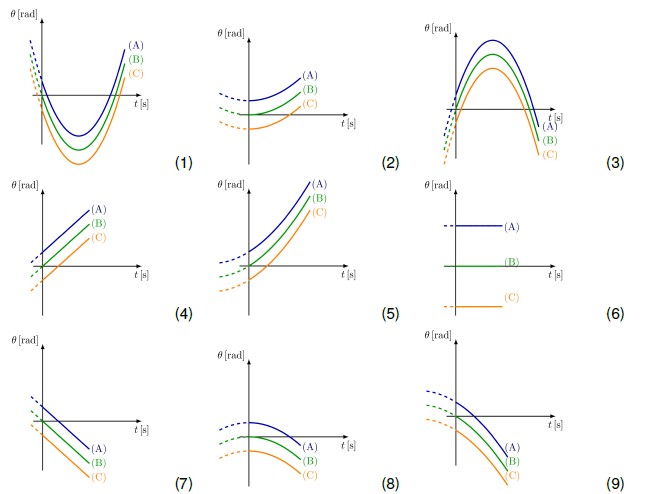 θ [rad]
(A)
(B)
(C)
t [s]
(1)
θ [rad]
(A)
(B)
(C)
t [s]
(2)
θ [rad]
t [s]
(A)
(B)
(C)
(3)
θ [rad]
(A)
(B)
(C)
t [s]
(4)
θ [rad]
(A)
(B)
(C)
t [s]
(5)
θ [rad]
(A)
(B)
t [s]
(C)
(6)
θ [rad]
t [s]
(A)
(B)
(C)
(7)
θ [rad]
t [s]
(A)
(B)
(C)
(8)
θ [rad]
t [s]
(A)
(B)
(C)
(9)